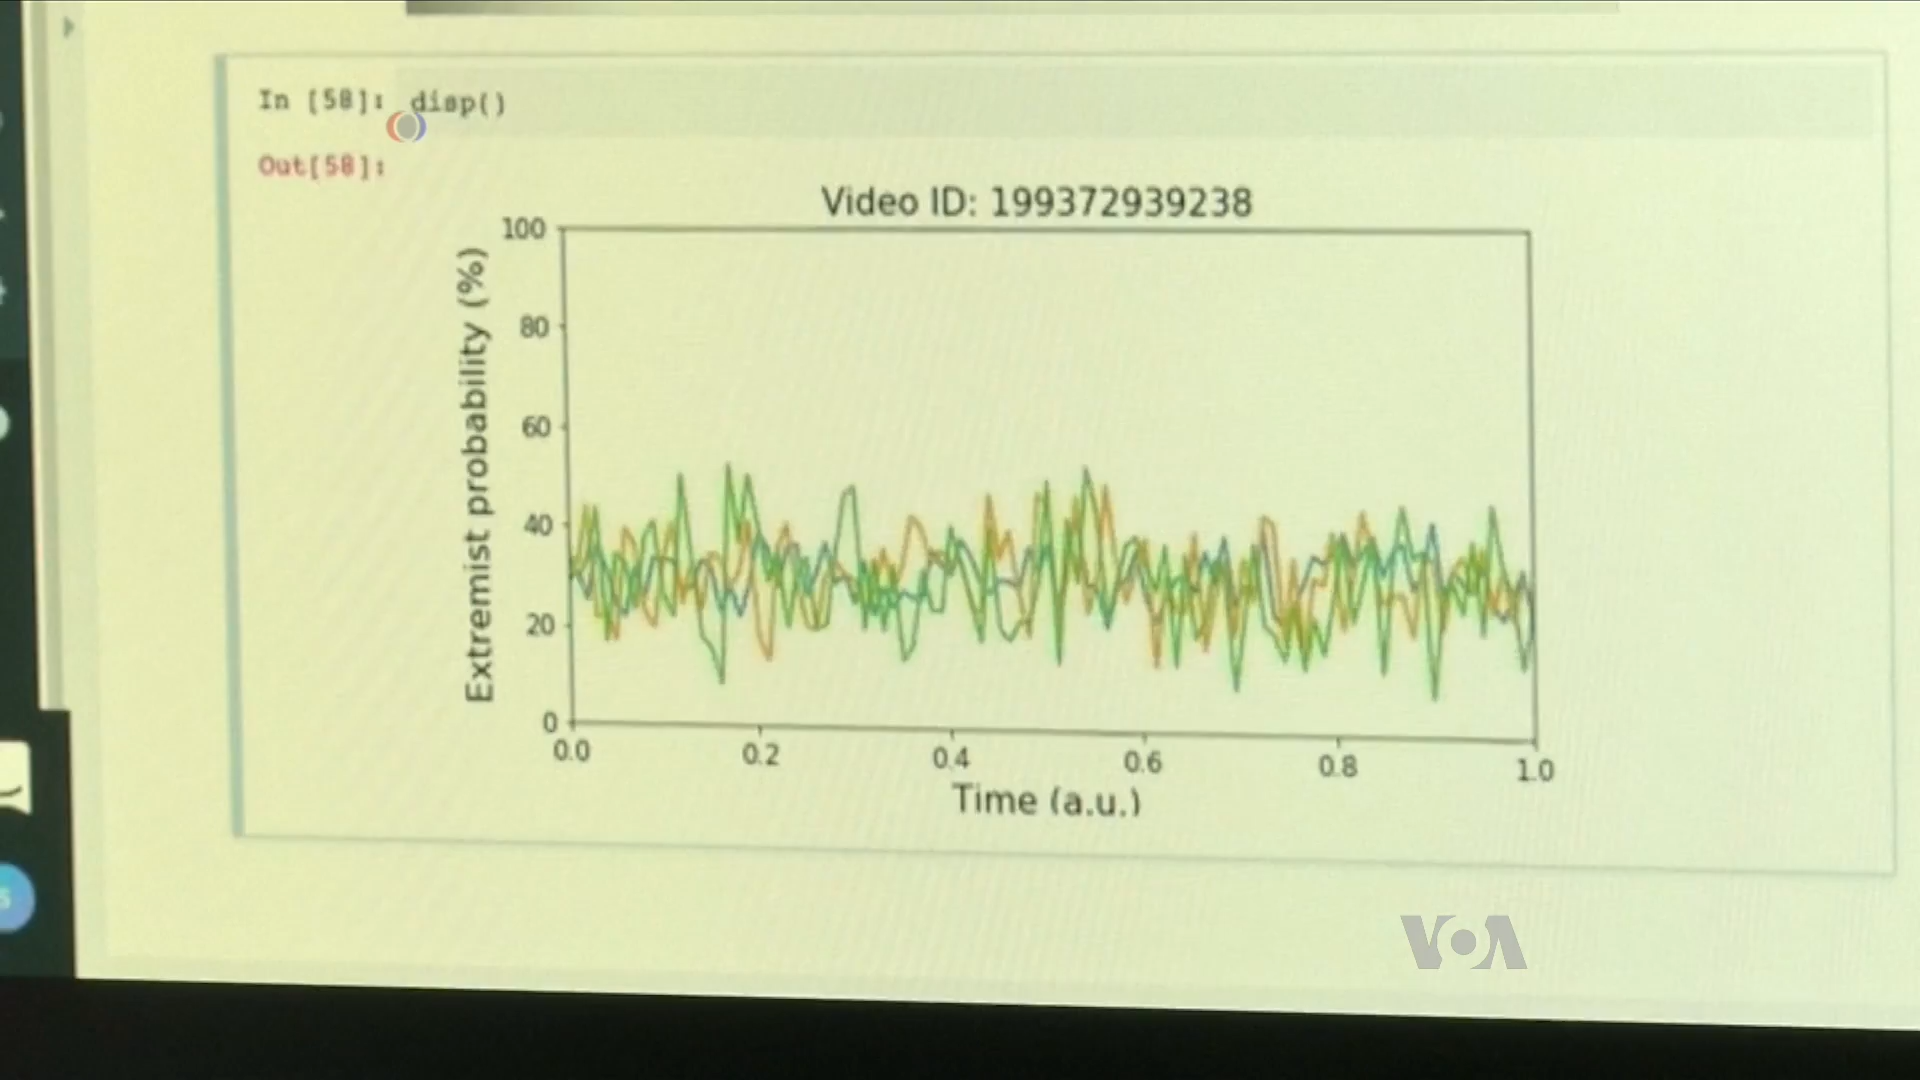 In [58]: disp()
Out[58]:
Video ID: 199372939238
Extremist probability (%)
100
80
60
40
20
0
0.0 0.2 0.4 0.6 0.8 1.0
Time (a.u.)
VOA